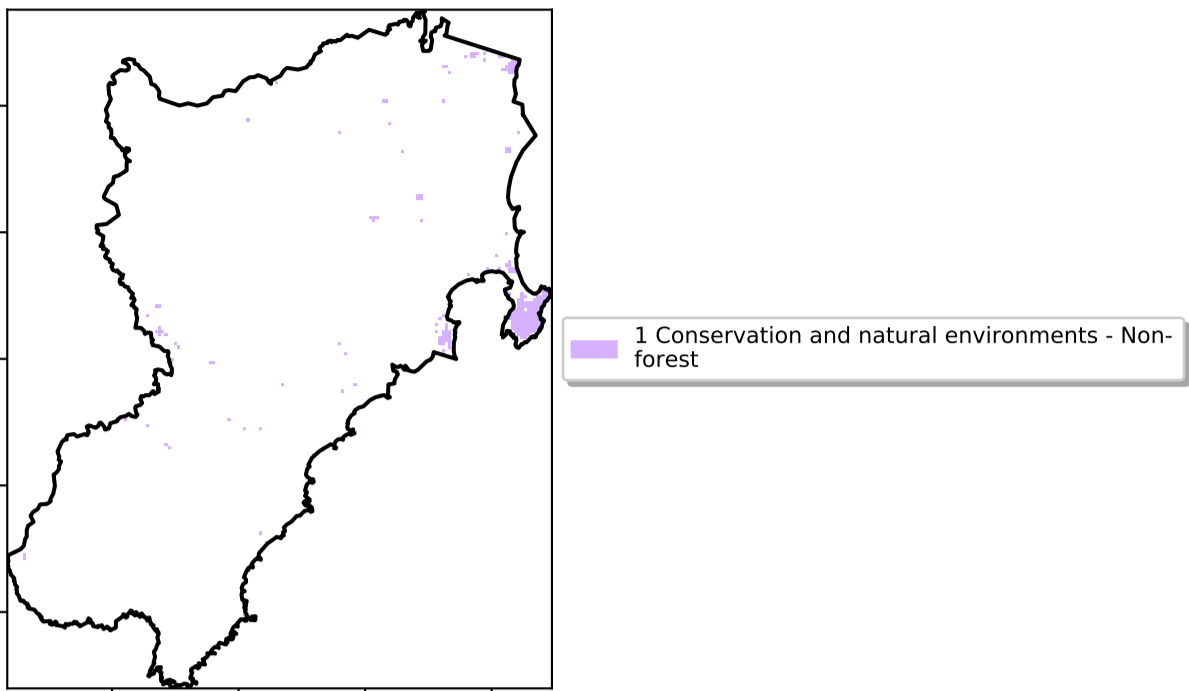 1 Conservation and natural environments - Non-
forest